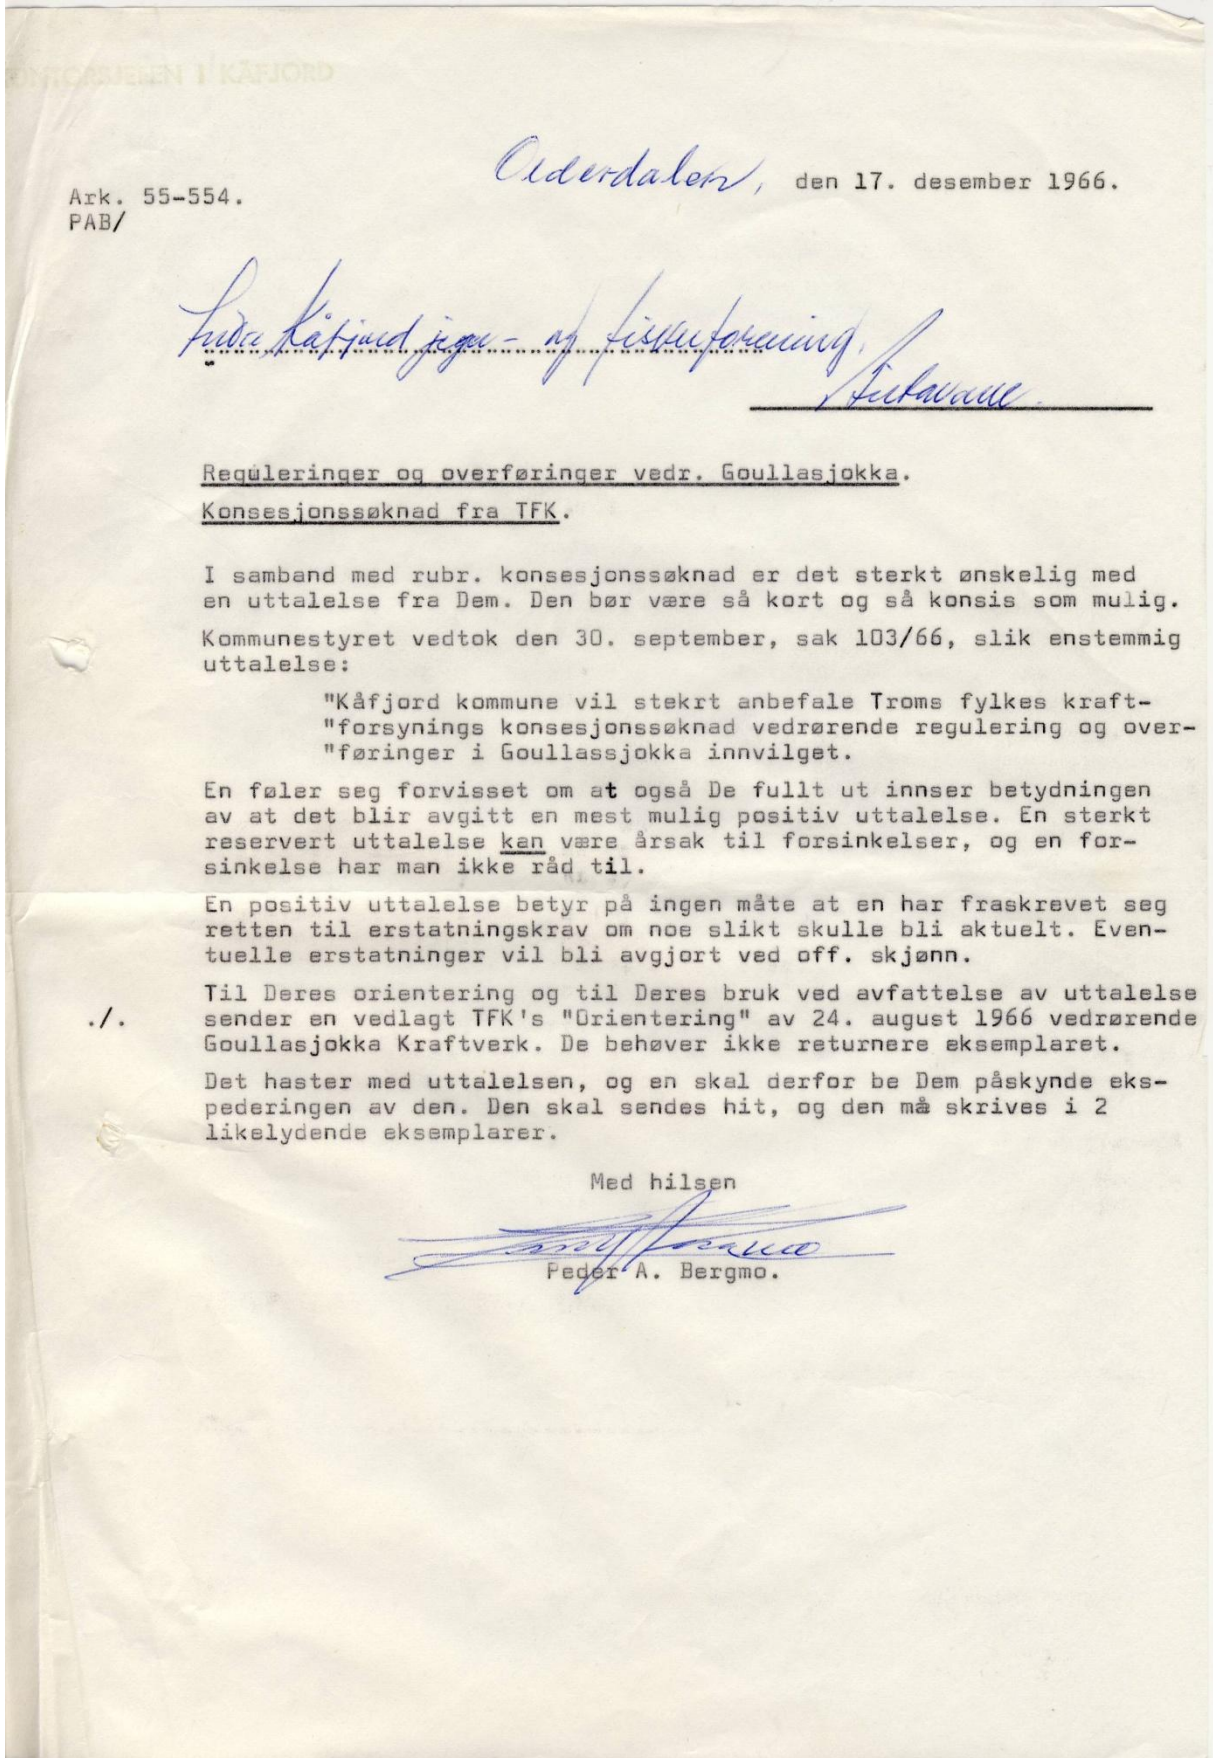 KONTORSJEFEN I KÅFJORD
Olderdalen, den 17. desember 1966.
Ark. 55-554.
PAB/
Indre Kåfjord jeger- og fiskerforening,
Reguleringer og overføringer vedr. Goullasjokka.
Konsesjonssøknad fra TFK.
I samband med rubr. konsesjonssøknad er det sterkt ønskelig med
en uttalelse fra Dem. Den bør være så kort og så konsis som mulig.
Kommunestyret vedtok den 30. september, sak 103/66, slik enstemmig
uttalelse:
"Kåfjord kommune vil stekrt anbefale Troms fylkes kraft-
"forsynings konsesjonssøknad vedrørende regulering og over-
"føringer i Goullassjokka innvilget.
En føler seg forvisset om at også De fullt ut innser betydningen
av at det blir avgitt en mest mulig positiv uttalelse. En sterkt
reservert uttalelse kan være årsak til forsinkelser, og en for-
sinkelse har man ikke råd til.
En positiv uttalelse betyr på ingen måte at en har fraskrevet seg
retten til erstatningskrav om noe slikt skulle bli aktuelt. Even-
tuelle erstatninger vil bli avgjort ved off. skjønn.
Til Deres orientering og til Deres bruk ved avfattelse av uttalelse
./. sender en vedlagt TFK's "Orientering" av 24. august 1966 vedrørende
Goullasjokka Kraftverk. De behøver ikke returnere eksemplaret.
Det haster med uttalelsen, og en skal derfor be Dem påskynde eks-
pederingen av den. Den skal sendes hit, og den må skrives i 2
likelydende eksemplarer.
Med hilsen
Peder A. Bergmo.